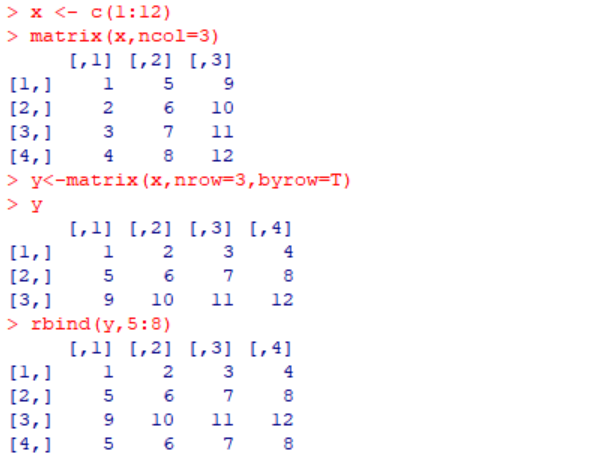 > x <- c(1:12)
> matrix(x,ncol=3)
     [,1] [,2] [,3]
[1,]    1    5    9
[2,]    2    6   10
[3,]    3    7   11
[4,]    4    8   12
> y<-matrix(x,nrow=3,byrow=T)
> y
     [,1] [,2] [,3] [,4]
[1,]    1    2    3    4
[2,]    5    6    7    8
[3,]    9   10   11   12
> rbind(y,5:8)
     [,1] [,2] [,3] [,4]
[1,]    1    2    3    4
[2,]    5    6    7    8
[3,]    9   10   11   12
[4,]    5    6    7    8